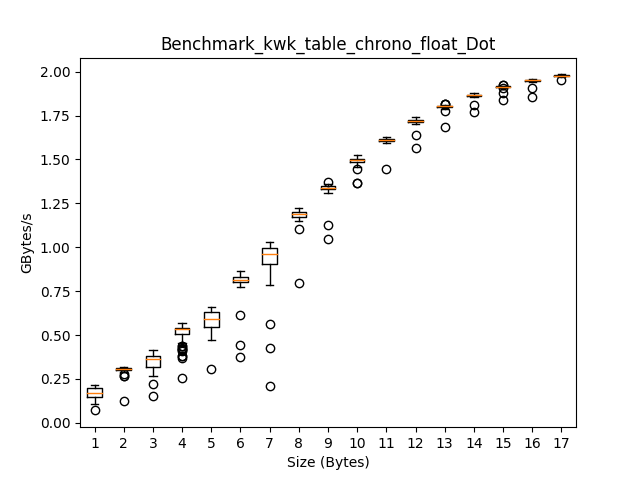 Benchmark_kwk_table_chrono_float_Dot
2.00
1.75
1.50
1.25
1.00
0.75
0.50
0.25
0.00
GBytes/s
1 2 3 4 5 6 7 8 9 10 11 12 13 14 15 16 17
Size (Bytes)